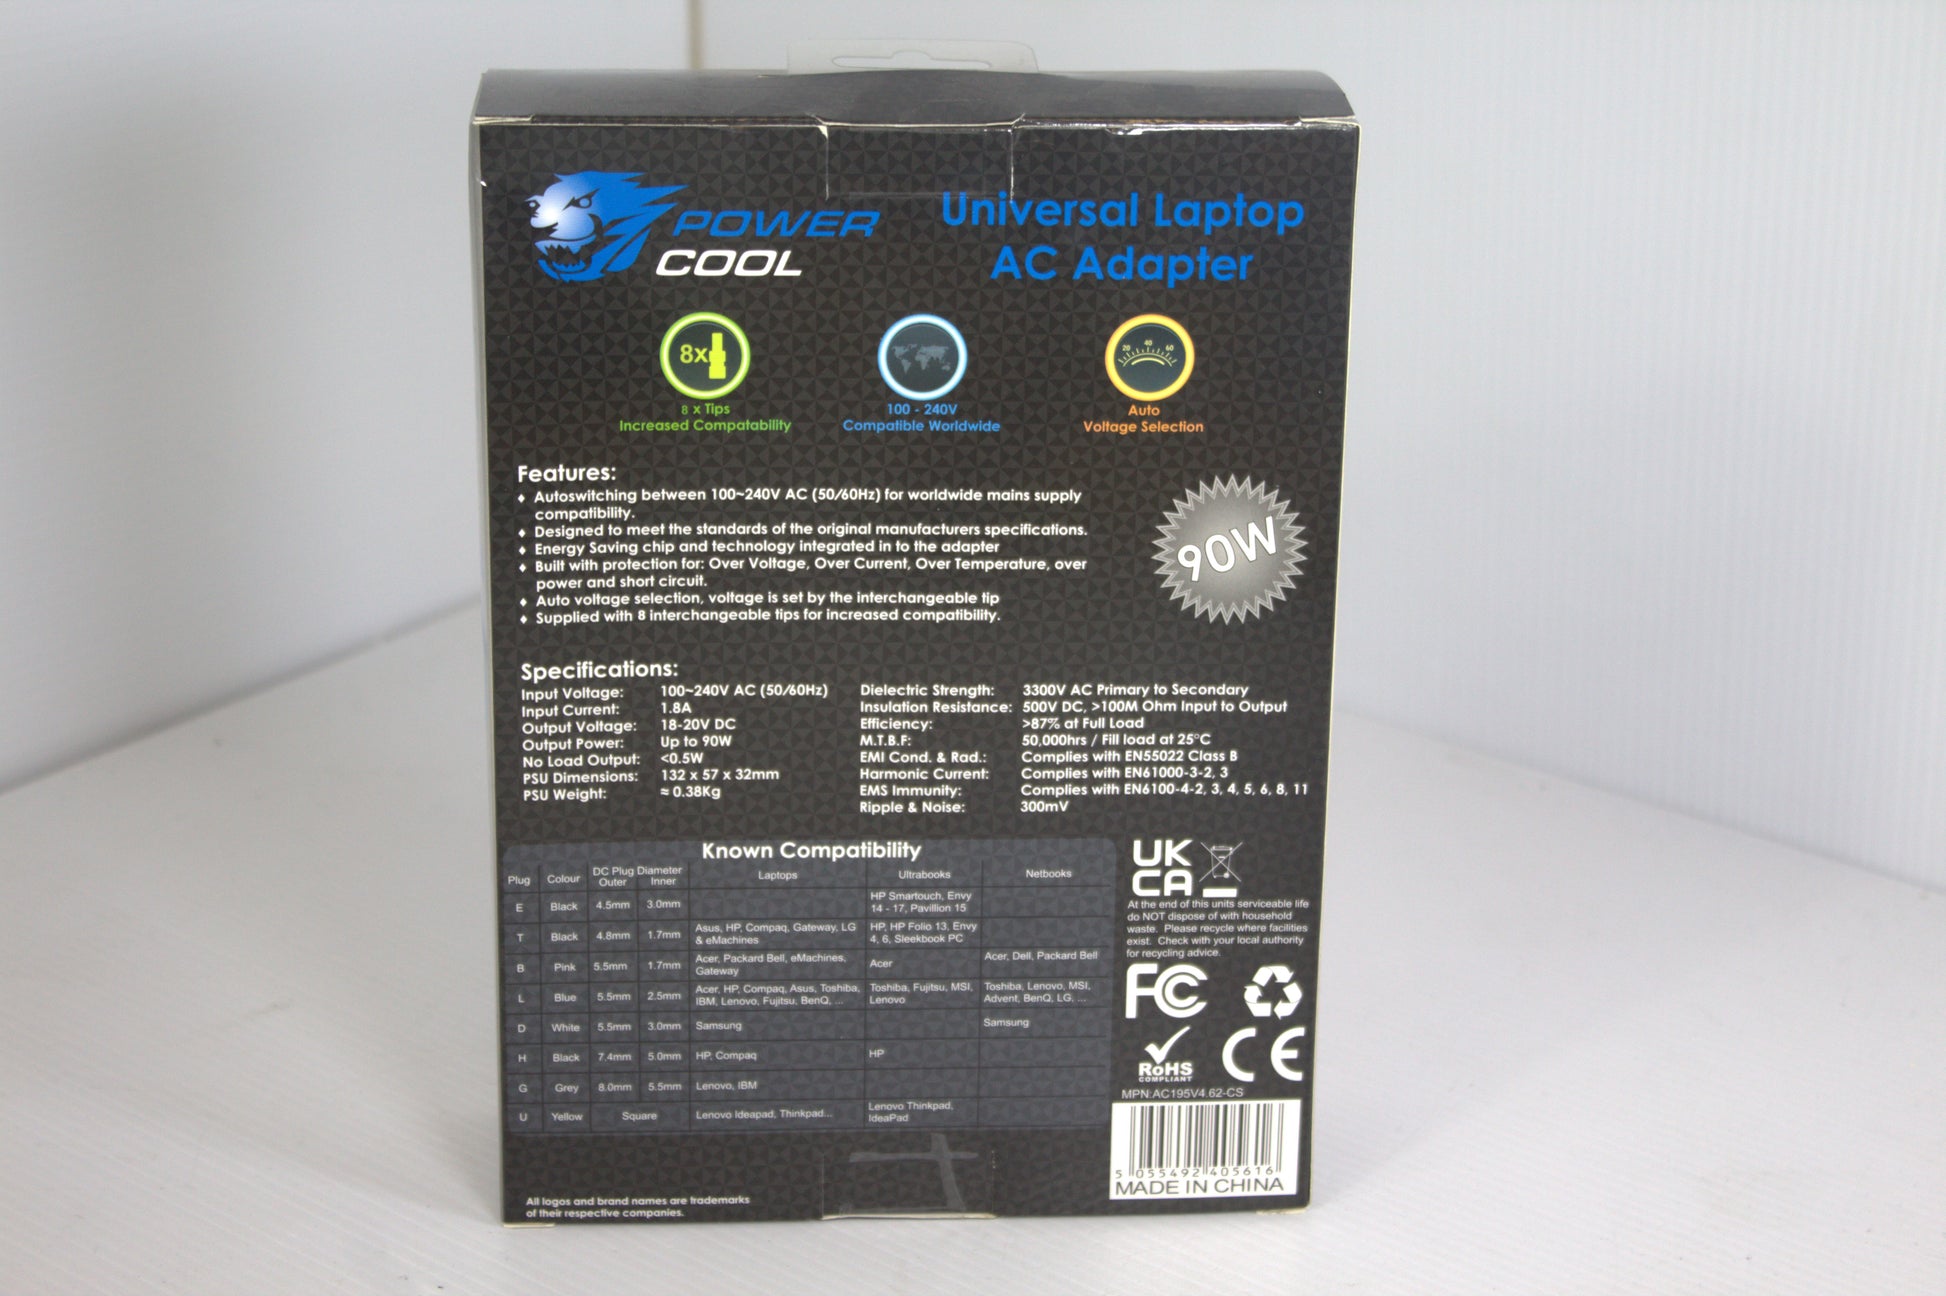 POWER
COOL
Universal Laptop
AC Adapter
8x
20 40 60
8 x Tips
Increased Compatability
100 - 240V
Compatible Worldwide
Auto
Voltage Selection
Features:
♦ Autoswitching between 100~240V AC (50/60Hz) for worldwide mains supply
compatibility.
♦ Designed to meet the standards of the original manufacturers specifications.
♦ Energy Saving chip and technology integrated in to the adapter
♦ Built with protection for: Over Voltage, Over Current, Over Temperature, over
power and short circuit.
♦ Auto voltage selection, voltage is set by the interchangeable tip
♦ Supplied with 8 interchangeable tips for increased compatibility.
90W
Specifications:
Input Voltage: 100~240V AC (50/60Hz)
Input Current: 1.8A
Output Voltage: 18-20V DC
Output Power: Up to 90W
No Load Output: <0.5W
PSU Dimensions: 132 x 57 x 32mm
PSU Weight: ≈ 0.38Kg
Dielectric Strength: 3300V AC Primary to Secondary
Insulation Resistance: 500V DC, >100M Ohm Input to Output
Efficiency: >87% at Full Load
M.T.B.F: 50,000hrs / Fill load at 25°C
EMI Cond. & Rad.: Complies with EN55022 Class B
Harmonic Current: Complies with EN61000-3-2, 3
EMS Immunity: Complies with EN6100-4-2, 3, 4, 5, 6, 8, 11
Ripple & Noise: 300mV
Known Compatibility
Plug Colour DC Plug Diameter Laptops Ultrabooks Netbooks
Outer Inner
E Black 4.5mm 3.0mm HP Smartouch, Envy
14 - 17, Pavillion 15
T Black 4.8mm 1.7mm Asus, HP, Compaq, Gateway, LG HP, HP Folio 13, Envy
& eMachines 4, 6, Sleekbook PC
B Pink 5.5mm 1.7mm Acer, Packard Bell, eMachines, Acer Acer, Dell, Packard Bell
Gateway
L Blue 5.5mm 2.5mm Acer, HP, Compaq, Asus, Toshiba, Toshiba, Fujitsu, MSI, Toshiba, Lenovo, MSI,
IBM, Lenovo, Fujitsu, BenQ, ... Lenovo Advent, BenQ, LG, ...
D White 5.5mm 3.0mm Samsung Samsung
H Black 7.4mm 5.0mm HP, Compaq HP
G Grey 8.0mm 5.5mm Lenovo, IBM
U Yellow Square Lenovo Ideapad, Thinkpad... Lenovo Thinkpad,
IdeaPad
UK
CA
At the end of this units serviceable life
do NOT dispose of with household
waste. Please recycle where facilities
exist. Check with your local authority
for recycling advice.
FC
RoHS
COMPLIANT
CE
MPN:AC195V4.62-CS
5 055492 405616
MADE IN CHINA
All logos and brand names are trademarks
of their respective companies.